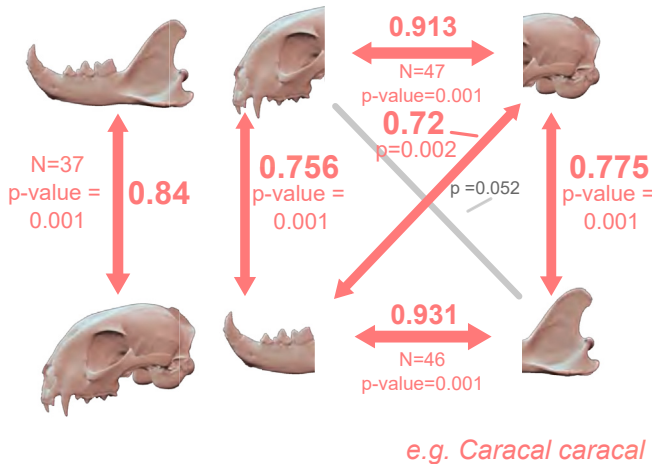 0.913
N=47
p-value=0.001
0.72
p=0.002
N=37
p-value =
0.001
0.84
0.756
p-value =
0.001
p =0.052
0.775
p-value =
0.001
0.931
N=46
p-value=0.001
e.g. Caracal caracal